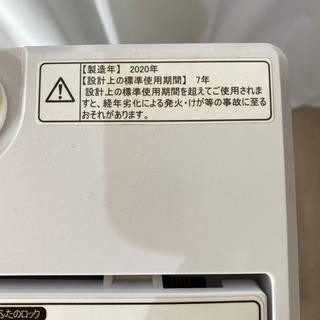 【製造年】 2020年
【設計上の標準使用期間】 7年
設計上の標準使用期間を超えてご使用されま
すと、経年劣化による発火・けが等の事故に至る
おそれがあります。
ふたのロック